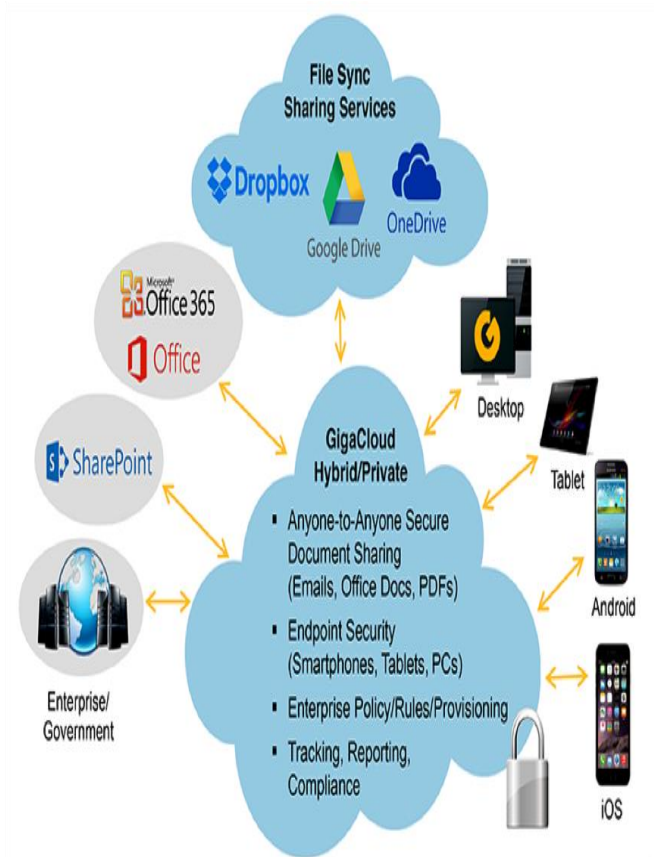 File Sync
Sharing Services
Dropbox
Google Drive
OneDrive
Microsoft®
Office 365
Office
SharePoint
S
Enterprise/
Government
GigaCloud
Hybrid/Private
▪ Anyone-to-Anyone Secure
Document Sharing
(Emails, Office Docs, PDFs)
▪ Endpoint Security
(Smartphones, Tablets, PCs)
▪ Enterprise Policy/Rules/Provisioning
▪ Tracking, Reporting,
Compliance
Desktop
Tablet
Android
iOS